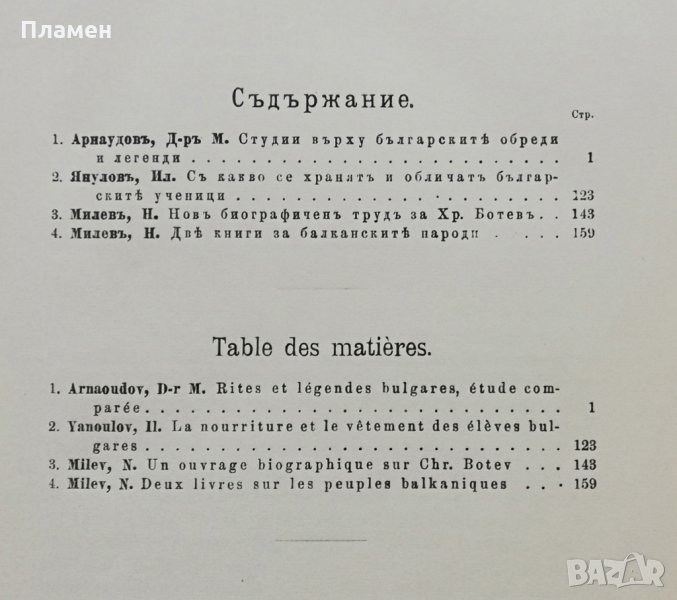 Пламен
Съдържание.
Стр.
1. Арнаудовъ, Д-ръ М. Студии върху българскитѣ обреди
и легенди . . . . . . . . . . . . . . . . . . . . . . . . . . 1
2. Януловъ, Ил. Съ какво се хранятъ и обличатъ българ-
скитѣ ученици . . . . . . . . . . . . . . . . . . . . . . 123
3. Милевъ, Н. Новъ биографиченъ трудъ за Хр. Ботевъ . . 143
4. Милевъ, Н. Двѣ книги за балканскитѣ народи . . . . . . 159
Table des matières.
1. Arnaoudov, D-r M. Rites et légendes bulgares, étude com-
parée . . . . . . . . . . . . . . . . . . . . . . . . . . . . 1
2. Yanoulov, Il. La nourriture et le vêtement des élèves bul-
gares . . . . . . . . . . . . . . . . . . . . . . . . . . . 123
3. Milev, N. Un ouvrage biographique sur Chr. Botev . . . 143
4. Milev, N. Deux livres sur les peuples balkaniques . . . 159
BAZAR